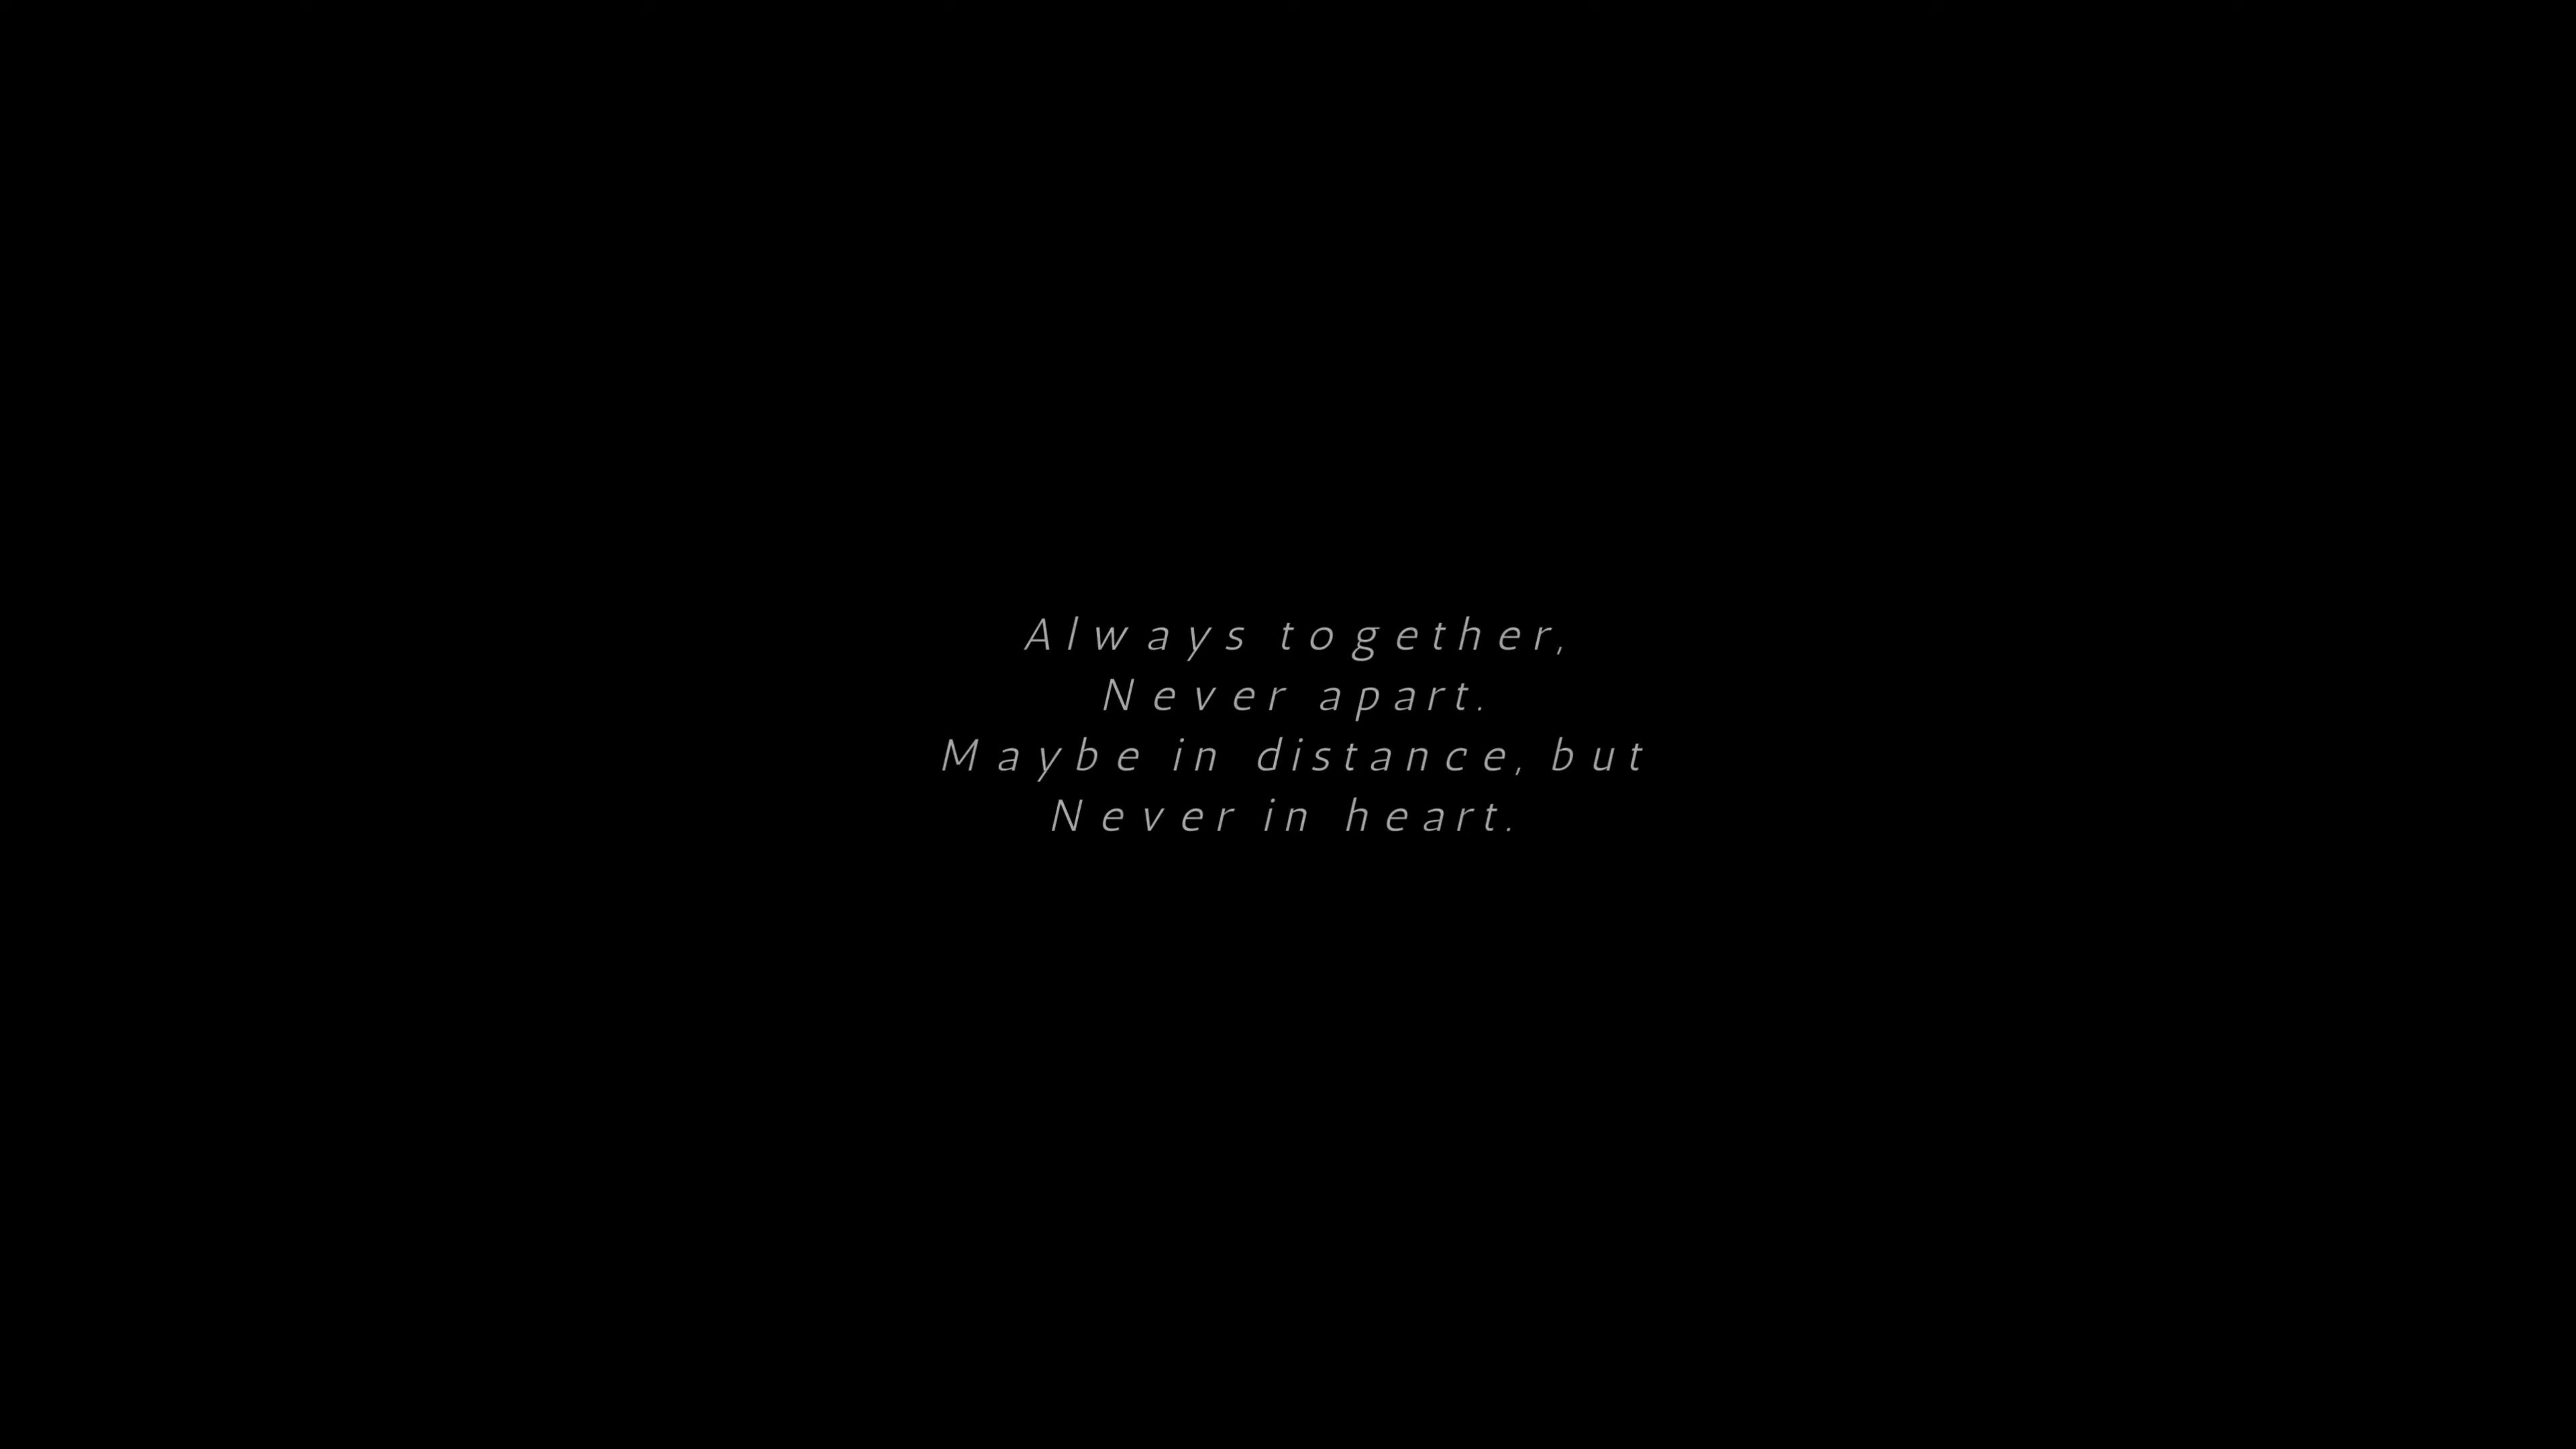 Always together,
Never apart.
Maybe in distance, but
Never in heart.